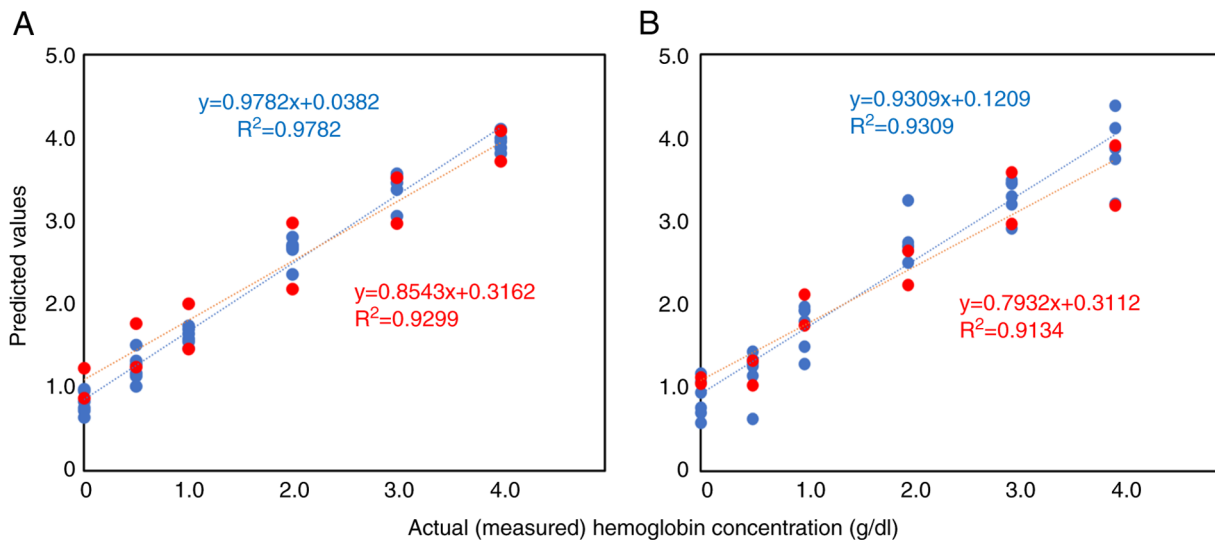 A
B
5.0
4.0
3.0
2.0
1.0
0
Predicted values
y=0.9782x+0.0382
R²=0.9782
y=0.8543x+0.3162
R²=0.9299
0
1.0
2.0
3.0
4.0
5.0
4.0
3.0
2.0
1.0
0
y=0.9309x+0.1209
R²=0.9309
y=0.7932x+0.3112
R²=0.9134
0
1.0
2.0
3.0
4.0
Actual (measured) hemoglobin concentration (g/dl)